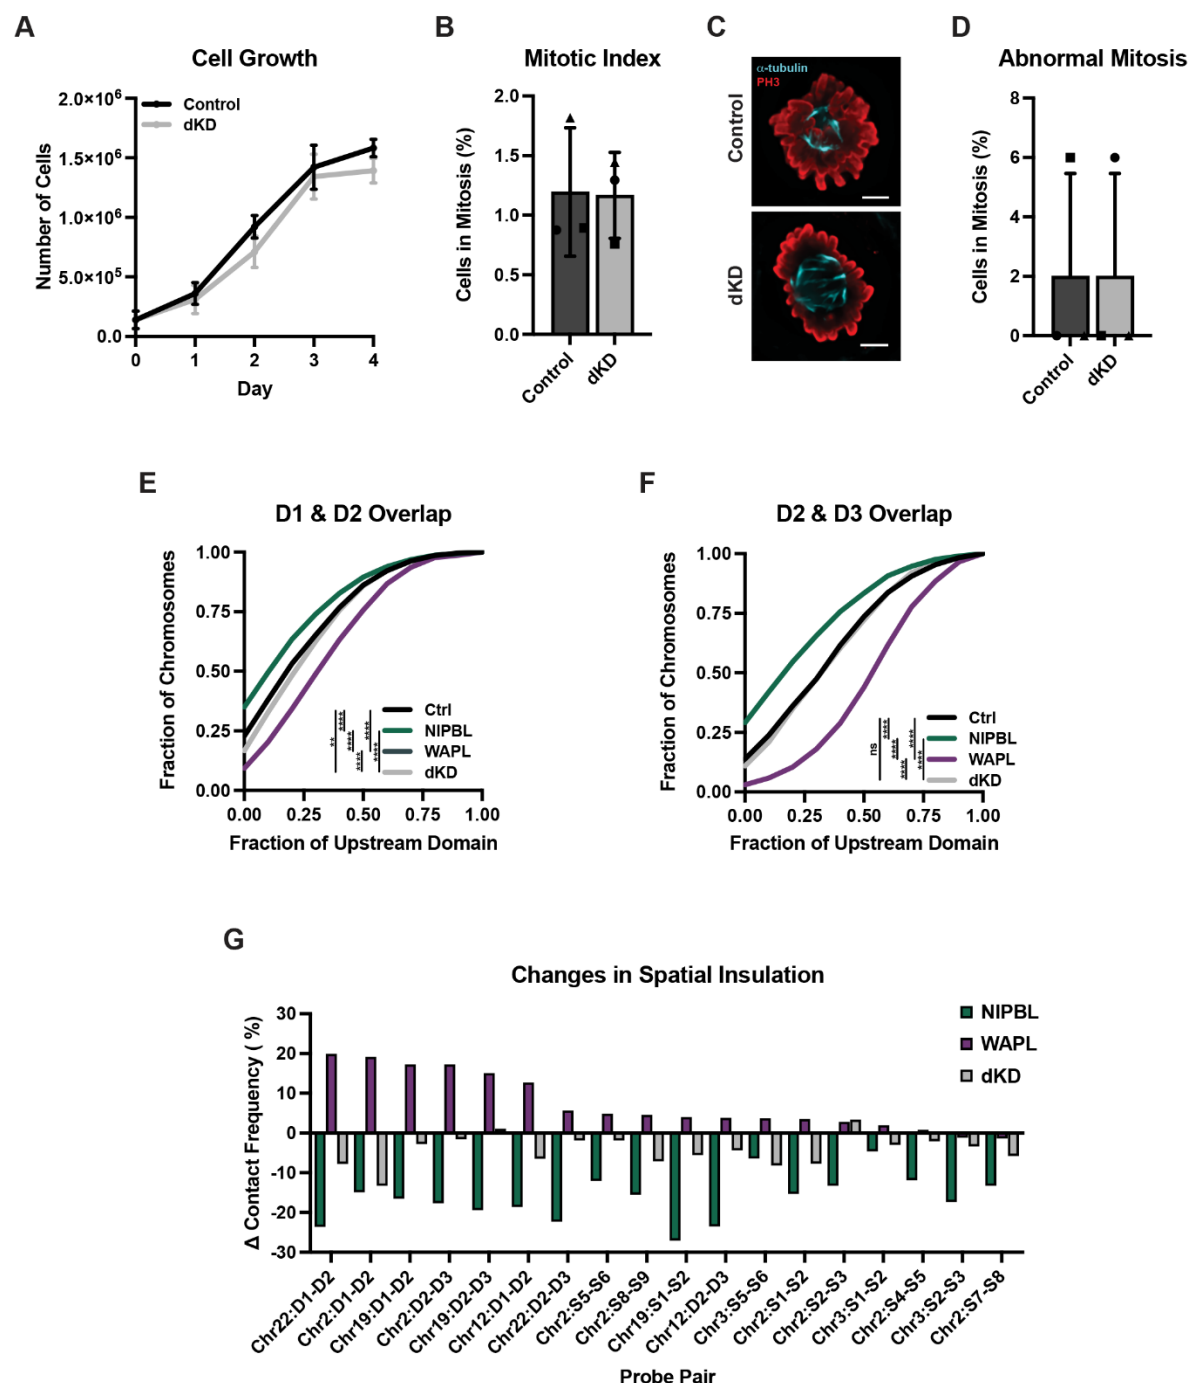 A
Cell Growth
Number of Cells
2.0×10⁶
1.5×10⁶
1.0×10⁶
5.0×10⁵
0.0
Control
dKD
0 1 2 3 4
Day
B
Mitotic Index
Cells in Mitosis (%)
2.0
1.5
1.0
0.5
0.0
Control
dKD
C
Control
α-tubulin
PH3
dKD
D
Abnormal Mitosis
Cells in Mitosis (%)
8
6
4
2
0
Control
dKD
E
D1 & D2 Overlap
Fraction of Chromosomes
1.00
0.75
0.50
0.25
0.00
**
****
****
****
****
****
Ctrl
NIPBL
WAPL
dKD
0.00 0.25 0.50 0.75 1.00
Fraction of Upstream Domain
F
D2 & D3 Overlap
Fraction of Chromosomes
1.00
0.75
0.50
0.25
0.00
ns
****
****
****
****
****
Ctrl
NIPBL
WAPL
dKD
0.00 0.25 0.50 0.75 1.00
Fraction of Upstream Domain
G
Changes in Spatial Insulation
Δ Contact Frequency ( %)
30
20
10
0
-10
-20
-30
NIPBL
WAPL
dKD
Chr22:D1-D2
Chr2:D1-D2
Chr19:D1-D2
Chr2:D2-D3
Chr19:D2-D3
Chr12:D1-D2
Chr22:D2-D3
Chr2:S5-S6
Chr2:S8-S9
Chr19:S1-S2
Chr12:D2-D3
Chr3:S5-S6
Chr2:S1-S2
Chr2:S2-S3
Chr3:S1-S2
Chr2:S4-S5
Chr3:S2-S3
Chr2:S7-S8
Probe Pair